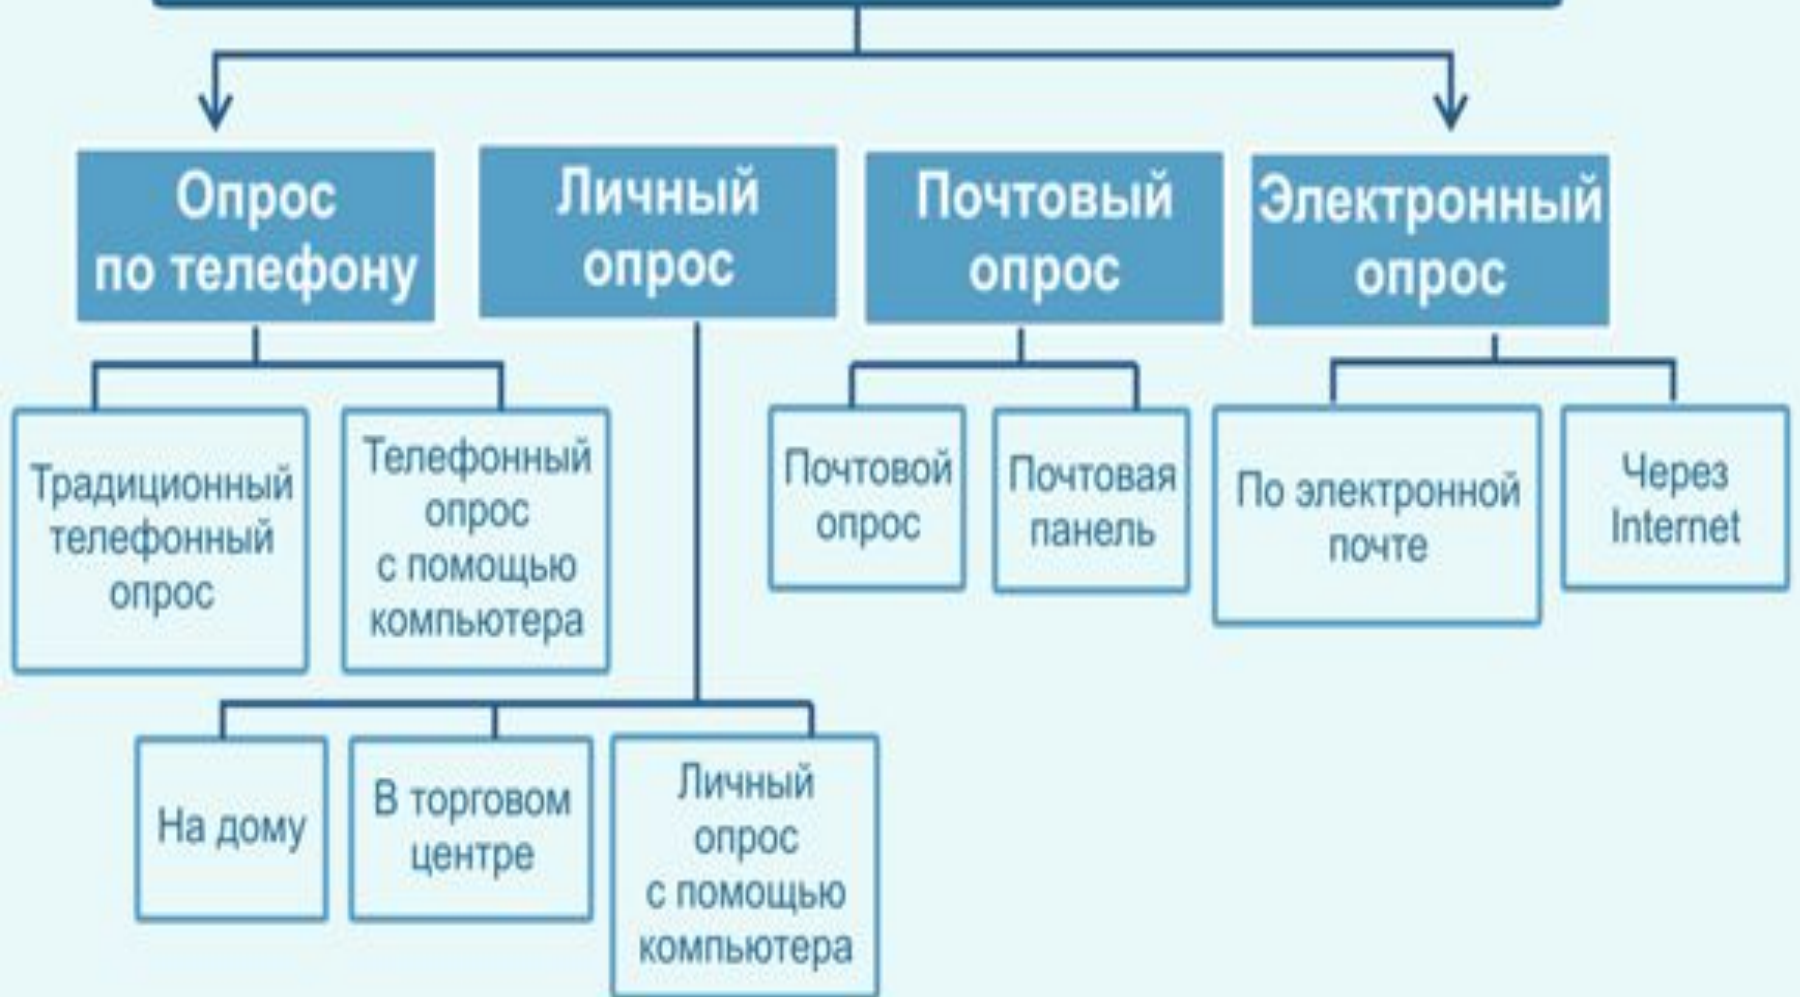 Опрос
по телефону
Личный
опрос
Почтовый
опрос
Электронный
опрос
Традиционный
телефонный
опрос
Телефонный
опрос
с помощью
компьютера
Почтовой
опрос
Почтовая
панель
По электронной
почте
Через
Internet
На дому
В торговом
центре
Личный
опрос
с помощью
компьютера